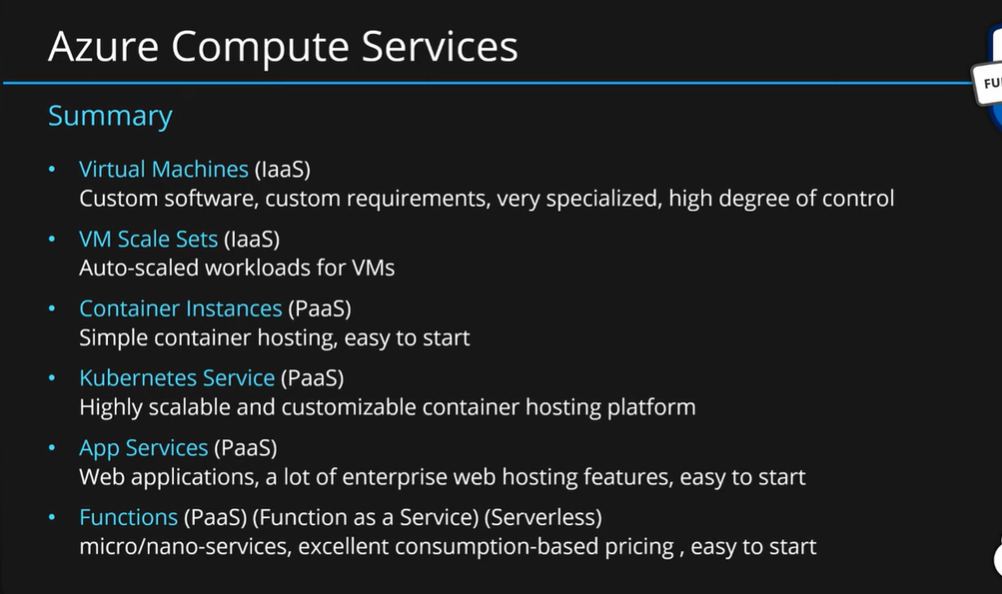 Azure Compute Services
Summary
• Virtual Machines (IaaS)
Custom software, custom requirements, very specialized, high degree of control
• VM Scale Sets (IaaS)
Auto-scaled workloads for VMs
• Container Instances (PaaS)
Simple container hosting, easy to start
• Kubernetes Service (PaaS)
Highly scalable and customizable container hosting platform
• App Services (PaaS)
Web applications, a lot of enterprise web hosting features, easy to start
• Functions (PaaS) (Function as a Service) (Serverless)
micro/nano-services, excellent consumption-based pricing , easy to start